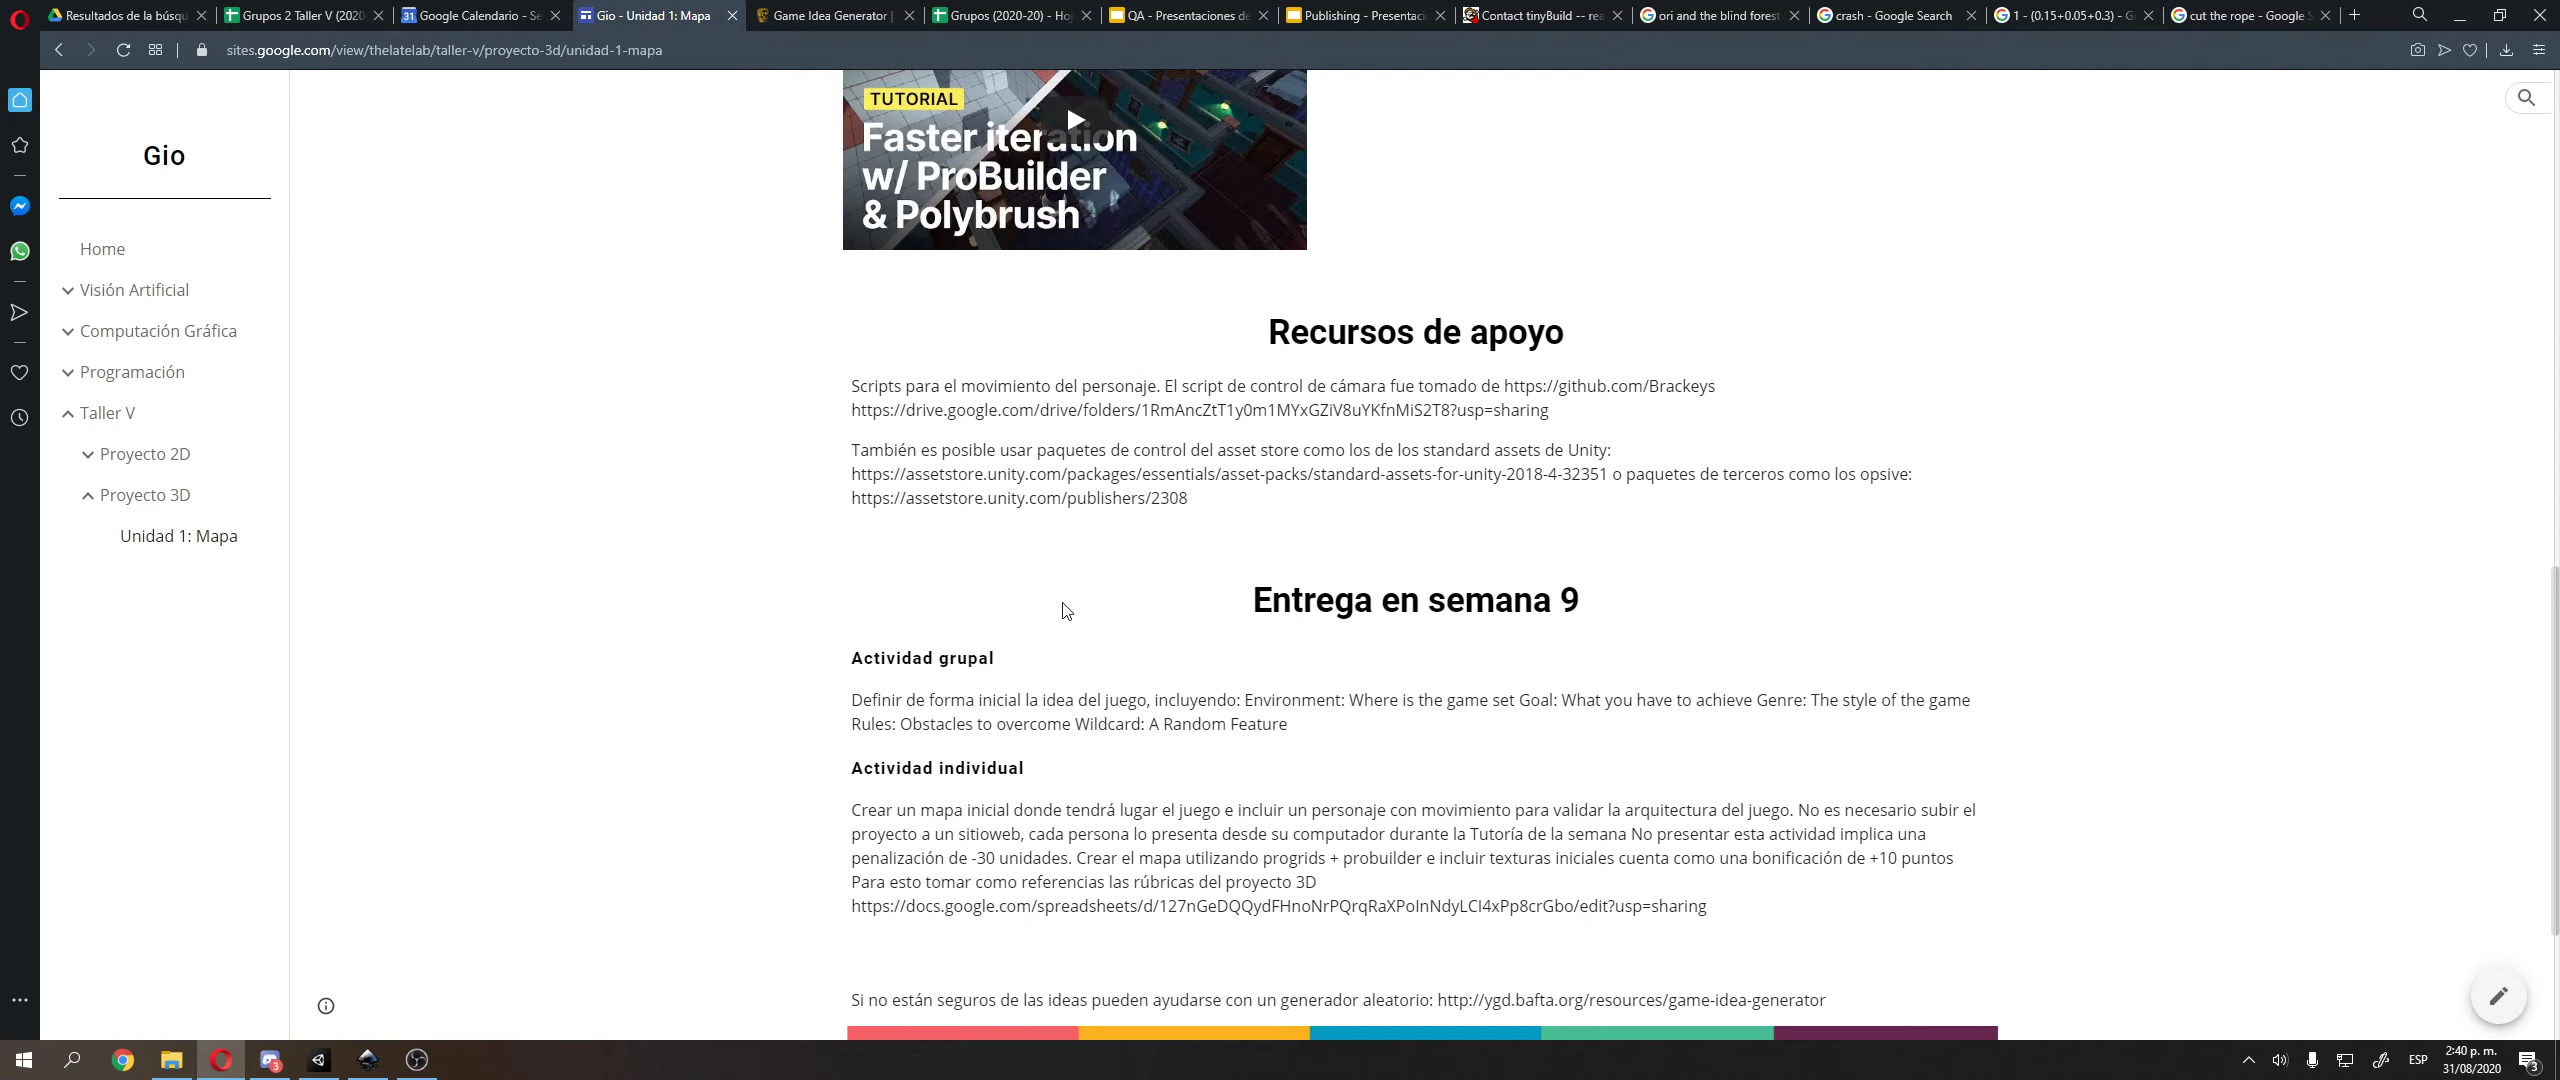 Resultados de la búsqu
Grupos 2 Taller V (2020
31 Google Calendario - Se
Gio - Unidad 1: Mapa
Game Idea Generator |
Grupos (2020-20) - Hoj
QA - Presentaciones de
Publishing - Presentaci
Contact tinyBuild -- rea
ori and the blind forest
crash - Google Search
1 - (0.15+0.05+0.3) - G
cut the rope - Google S
sites.google.com/view/thelatelab/taller-v/proyecto-3d/unidad-1-mapa
Gio
Home
Visión Artificial
Computación Gráfica
Programación
Taller V
Proyecto 2D
Proyecto 3D
Unidad 1: Mapa
TUTORIAL
Faster iteration
w/ ProBuilder
& Polybrush
Recursos de apoyo
Scripts para el movimiento del personaje. El script de control de cámara fue tomado de https://github.com/Brackeys
https://drive.google.com/drive/folders/1RmAncZtT1y0m1MYxGZiV8uYKfnMiS2T8?usp=sharing
También es posible usar paquetes de control del asset store como los de los standard assets de Unity:
https://assetstore.unity.com/packages/essentials/asset-packs/standard-assets-for-unity-2018-4-32351 o paquetes de terceros como los opsive:
https://assetstore.unity.com/publishers/2308
Entrega en semana 9
Actividad grupal
Definir de forma inicial la idea del juego, incluyendo: Environment: Where is the game set Goal: What you have to achieve Genre: The style of the game
Rules: Obstacles to overcome Wildcard: A Random Feature
Actividad individual
Crear un mapa inicial donde tendrá lugar el juego e incluir un personaje con movimiento para validar la arquitectura del juego. No es necesario subir el
proyecto a un sitioweb, cada persona lo presenta desde su computador durante la Tutoría de la semana No presentar esta actividad implica una
penalización de -30 unidades. Crear el mapa utilizando progrids + probuilder e incluir texturas iniciales cuenta como una bonificación de +10 puntos
Para esto tomar como referencias las rúbricas del proyecto 3D
https://docs.google.com/spreadsheets/d/127nGeDQQydFHnoNrPQrqRaXPolnNdyLCI4xPp8crGbo/edit?usp=sharing
Si no están seguros de las ideas pueden ayudarse con un generador aleatorio: http://ygd.bafta.org/resources/game-idea-generator
3
ESP
2:40 p. m.
31/08/2020
3